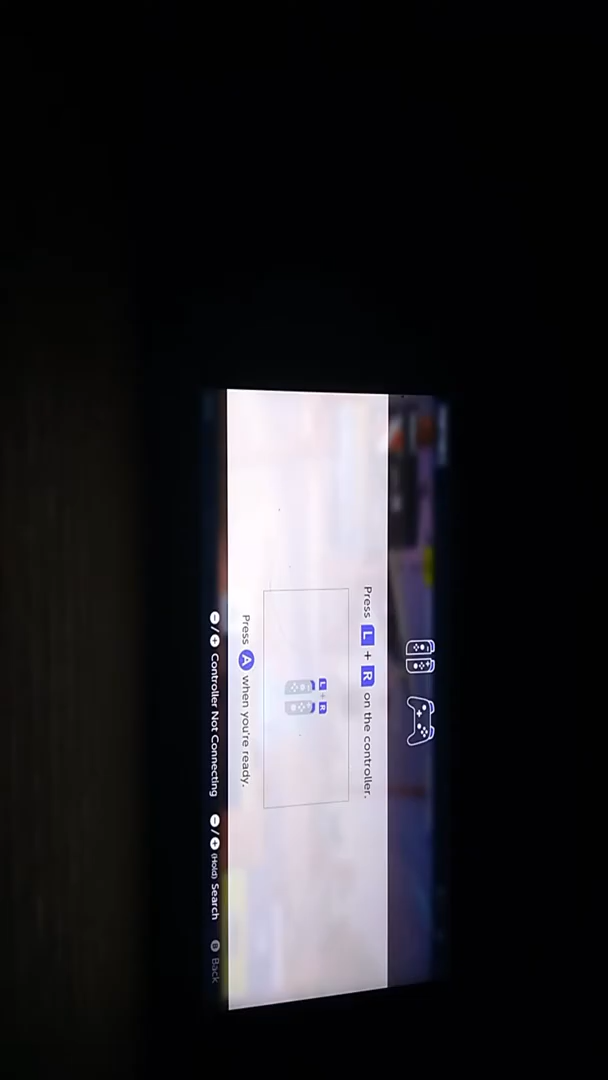 Press L + R on the controller.
L + R
Press A when you're ready.
-/+ Controller Not Connecting -/+ (Hold) Search B Back